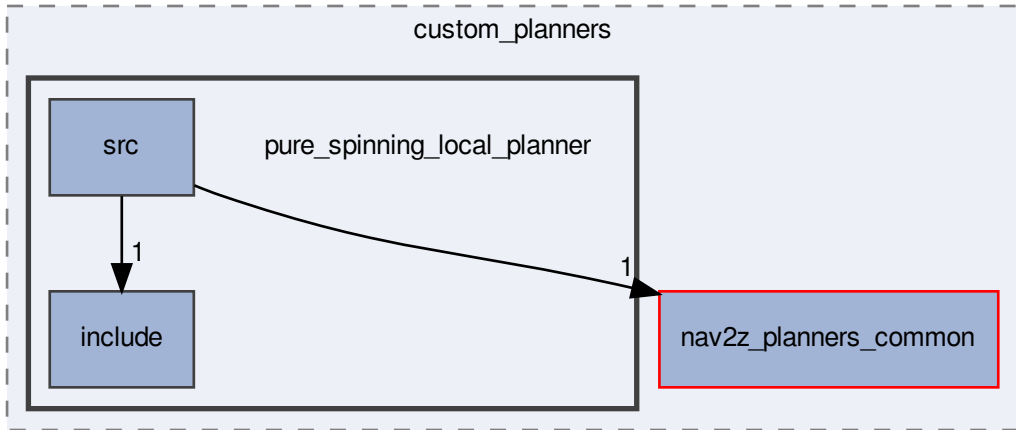 custom_planners
src
pure_spinning_local_planner
1
1
include
nav2z_planners_common